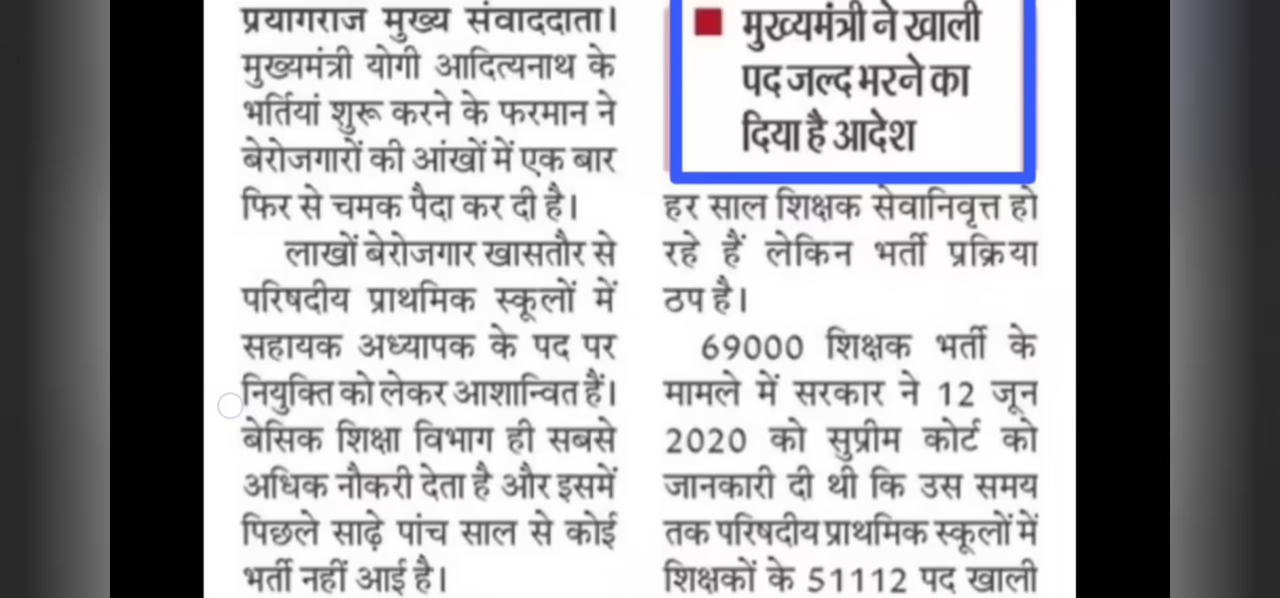 प्रयागराज मुख्य संवाददाता।
मुख्यमंत्री योगी आदित्यनाथ के
भर्तियां शुरू करने के फरमान ने
बेरोजगारों की आंखों में एक बार
फिर से चमक पैदा कर दी है।
लाखों बेरोजगार खासतौर से
परिषदीय प्राथमिक स्कूलों में
सहायक अध्यापक के पद पर
नियुक्ति को लेकर आशान्वित हैं।
बेसिक शिक्षा विभाग ही सबसे
अधिक नौकरी देता है और इसमें
पिछले साढ़े पांच साल से कोई
भर्ती नहीं आई है।
मुख्यमंत्री ने खाली
पद जल्द भरने का
दिया है आदेश
हर साल शिक्षक सेवानिवृत्त हो
रहे हैं लेकिन भर्ती प्रक्रिया
ठप है।
69000 शिक्षक भर्ती के
मामले में सरकार ने 12 जून
2020 को सुप्रीम कोर्ट को
जानकारी दी थी कि उस समय
तक परिषदीय प्राथमिक स्कूलों में
शिक्षकों के 51112 पद खाली